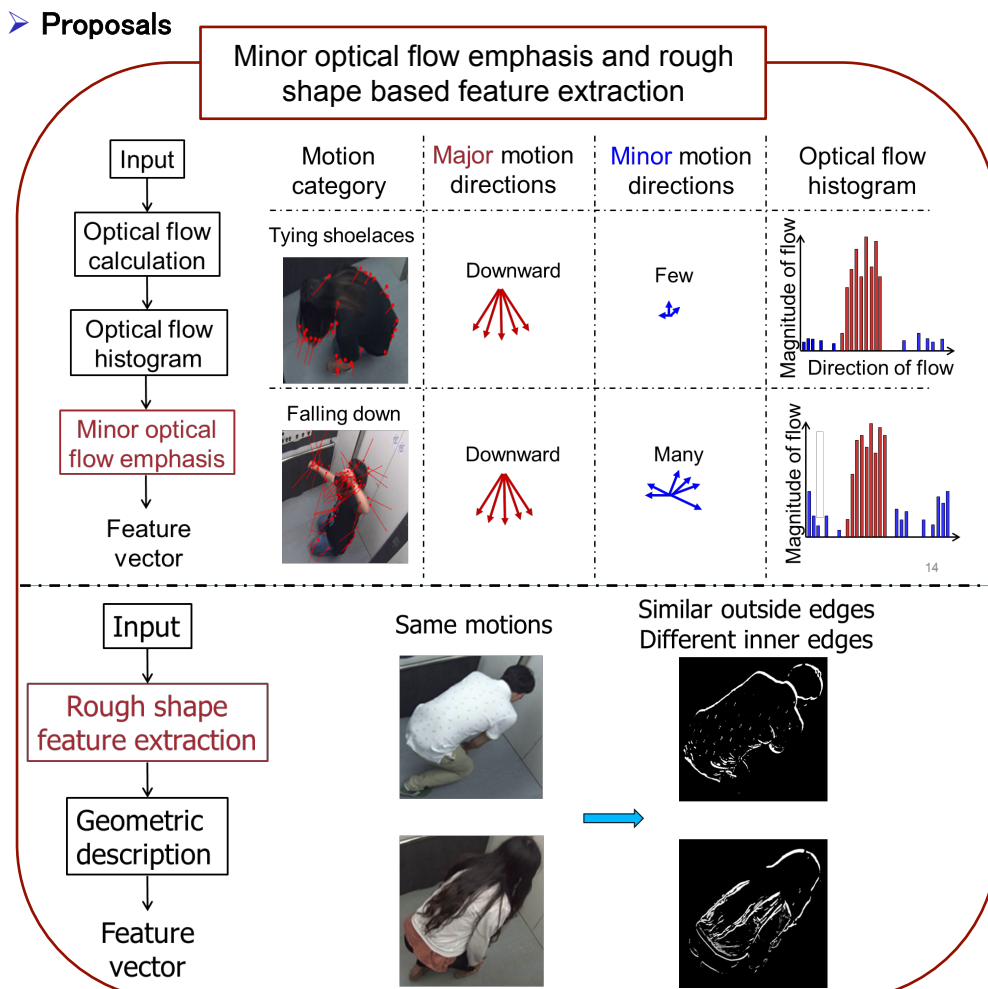 Proposals
Minor optical flow emphasis and rough
shape based feature extraction
Input
Optical flow
calculation
Optical flow
histogram
Minor optical
flow emphasis
Feature
vector
Motion
category
Major motion
directions
Minor motion
directions
Optical flow
histogram
Tying shoelaces
Downward
Few
Magnitude of flow
Direction of flow
Falling down
Downward
Many
Magnitude of flow
14
Input
Rough shape
feature extraction
Geometric
description
Feature
vector
Same motions
Similar outside edges
Different inner edges